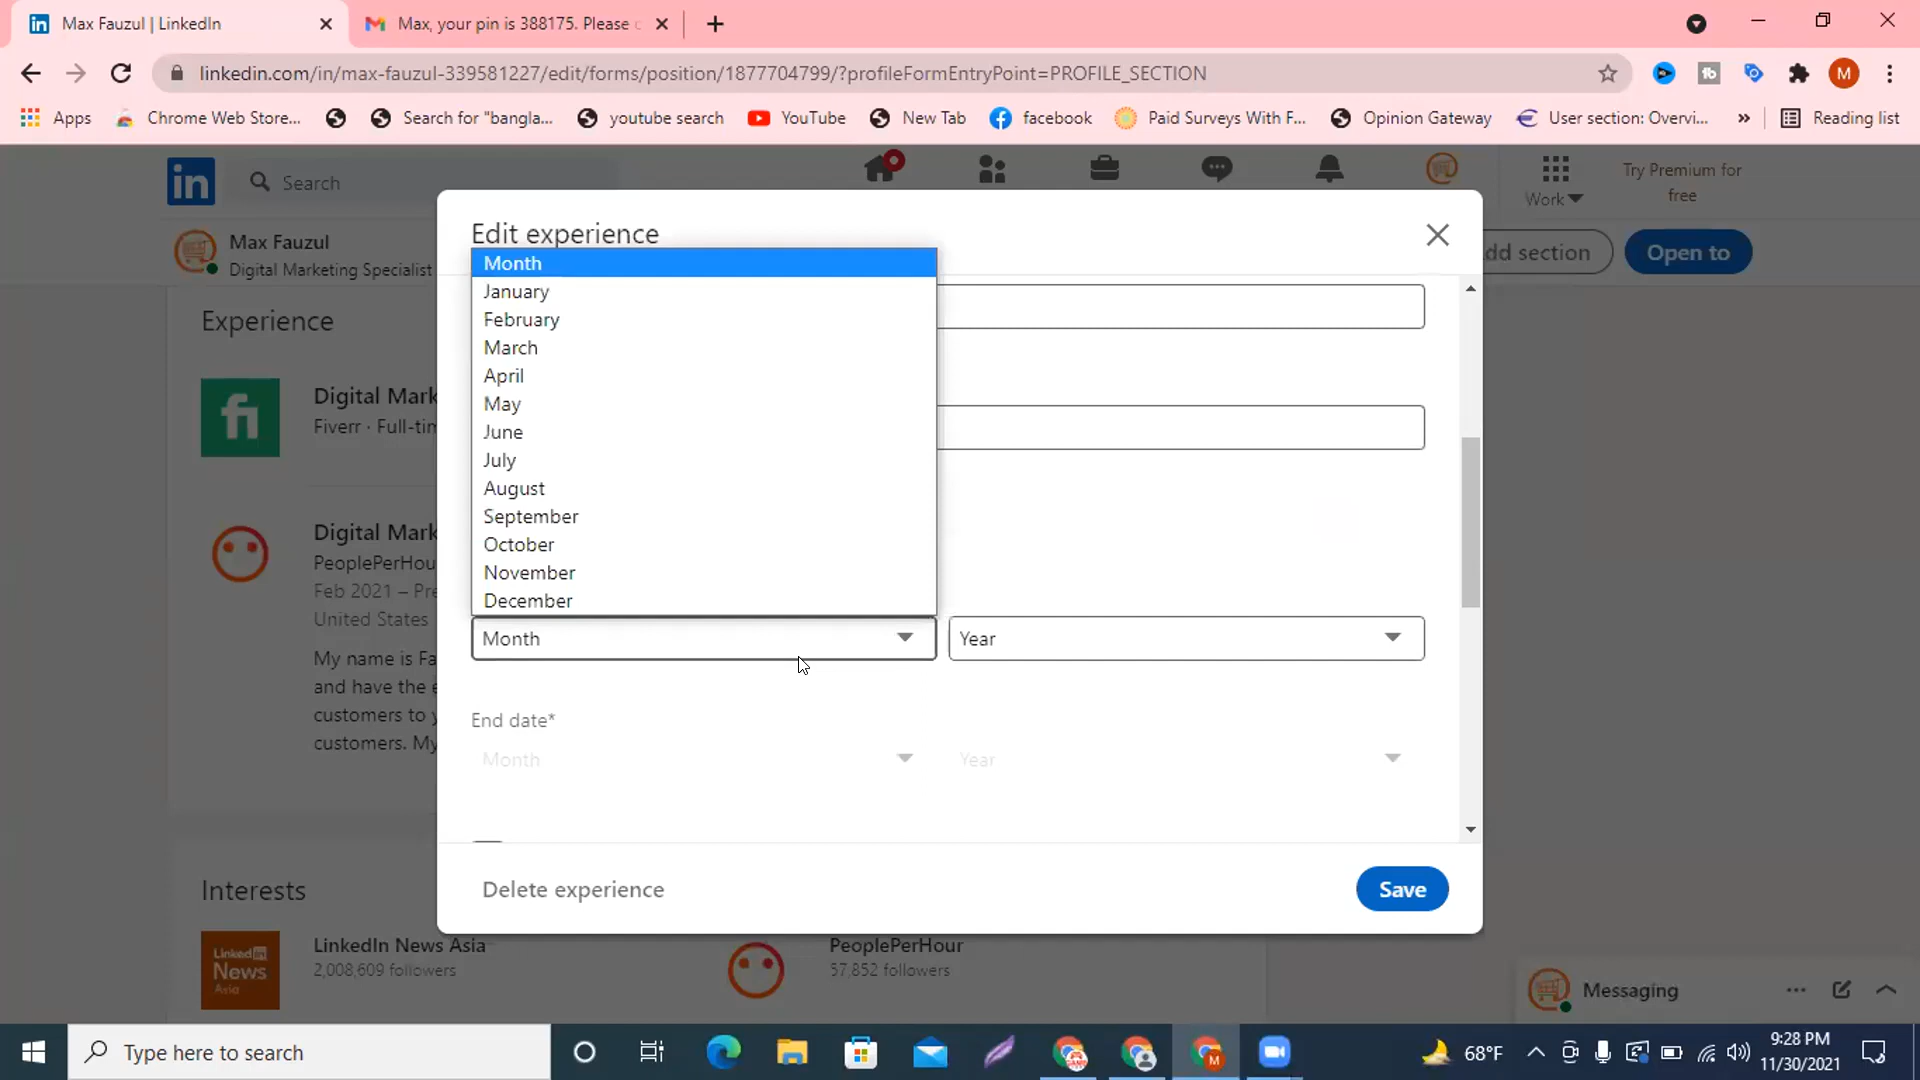 Max Fauzul | LinkedIn
Max, your pin is 388175. Please c
linkedin.com/in/max-fauzul-339581227/edit/forms/position/1877704799/?profileFormEntryPoint=PROFILE_SECTION
M
Apps
Chrome Web Store...
Search for "bangla...
youtube search
YouTube
New Tab
facebook
Paid Surveys With F...
Opinion Gateway
User section: Overvi...
»
Reading list
in
Search
Work
Try Premium for
free
Max Fauzul
Digital Marketing Specialist
dd section
Open to
Edit experience
Month
January
February
March
April
May
June
July
August
September
October
November
December
Month
Year
End date*
Month
Year
Delete experience
Save
Experience
fi
Digital Mark
Fiverr · Full-tim
Digital Mark
PeoplePerHou
Feb 2021 – Pre
United States
My name is Fa
and have the e
customers to y
customers. My
Interests
LinkedIn
News
Asia
LinkedIn News Asia
2,008,609 followers
PeoplePerHour
57,852 followers
Messaging
Type here to search
68°F
9:28 PM
11/30/2021